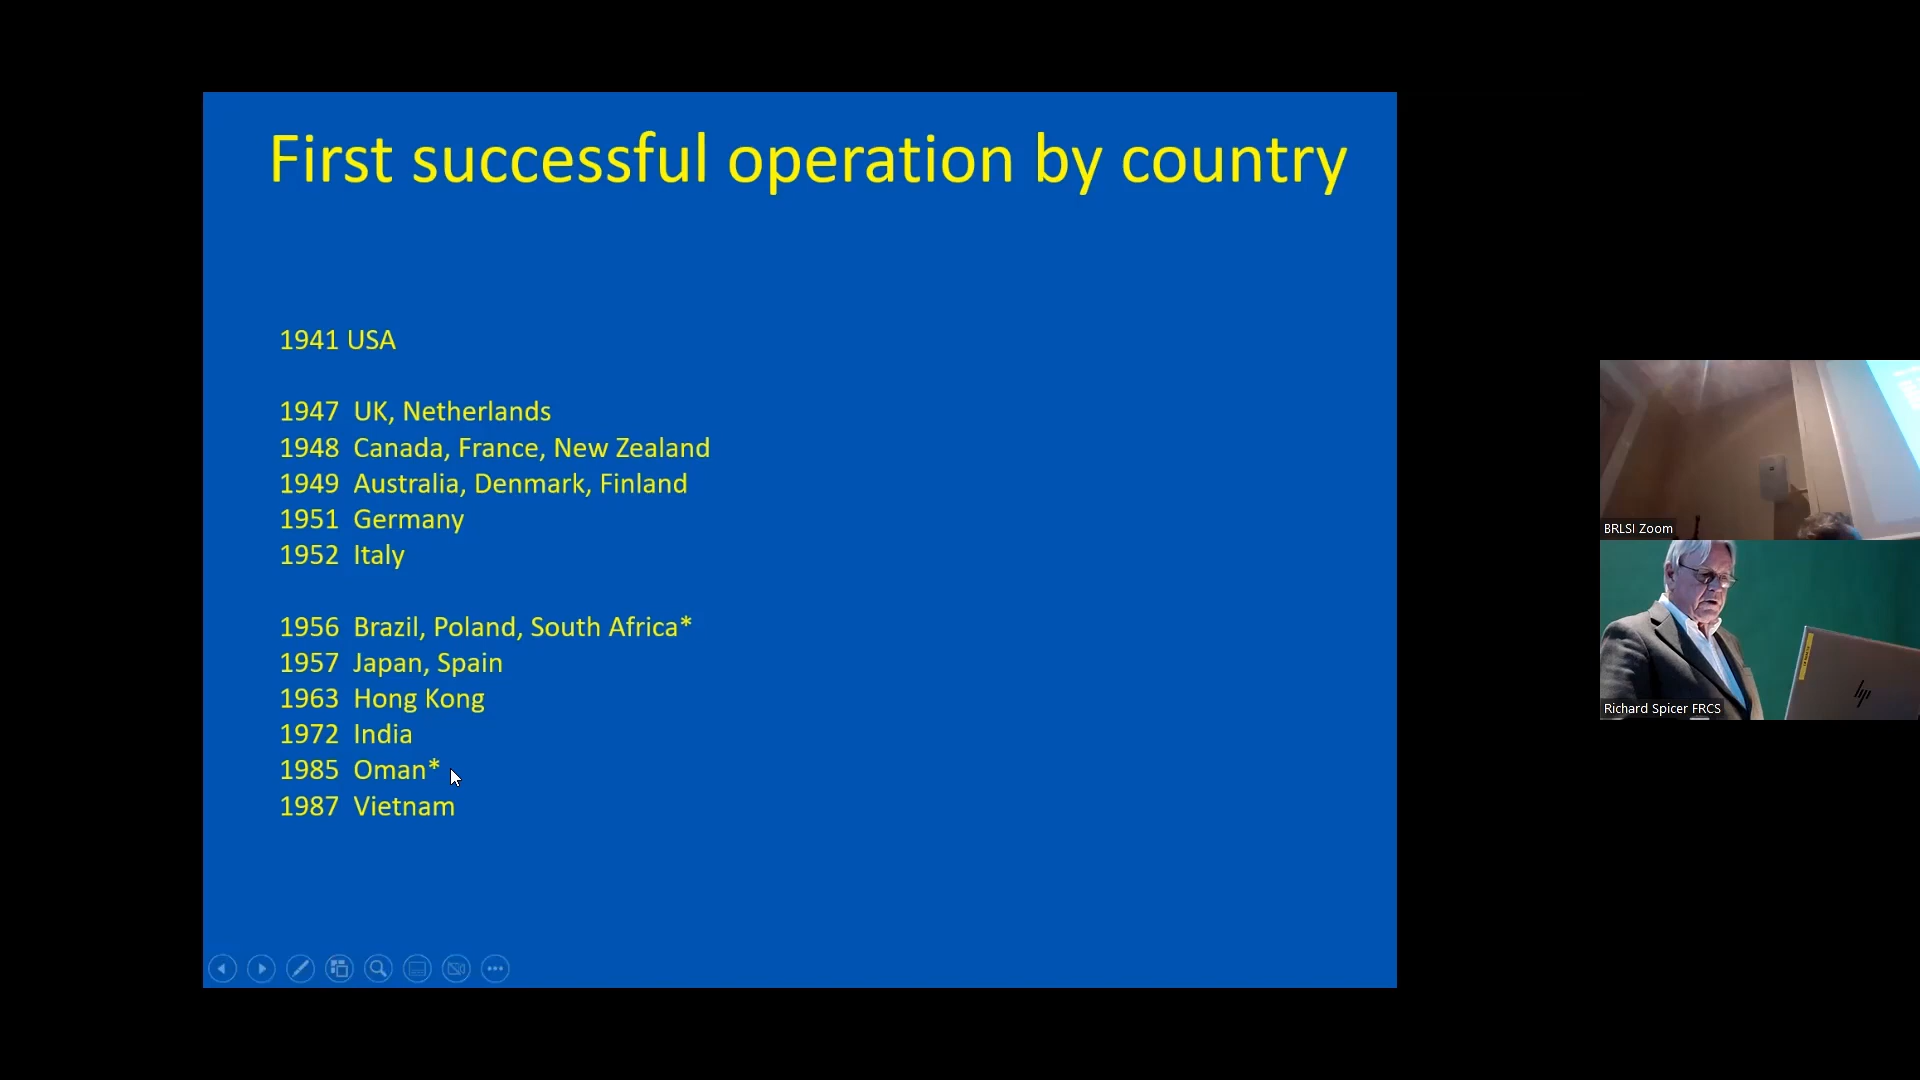 First successful operation by country
1941 USA
1947 UK, Netherlands
1948 Canada, France, New Zealand
1949 Australia, Denmark, Finland
1951 Germany
1952 Italy
1956 Brazil, Poland, South Africa*
1957 Japan, Spain
1963 Hong Kong
1972 India
1985 Oman*
1987 Vietnam
BRLSI Zoom
Richard Spicer FRCS
hp